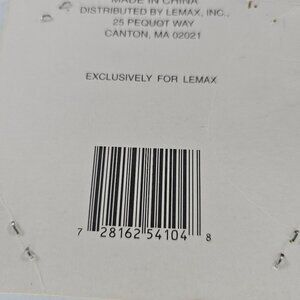 MADE IN CHINA
DISTRIBUTED BY LEMAX, INC.,
25 PEQUOT WAY
CANTON, MA 02021
EXCLUSIVELY FOR LEMAX
7 28162 54104 8